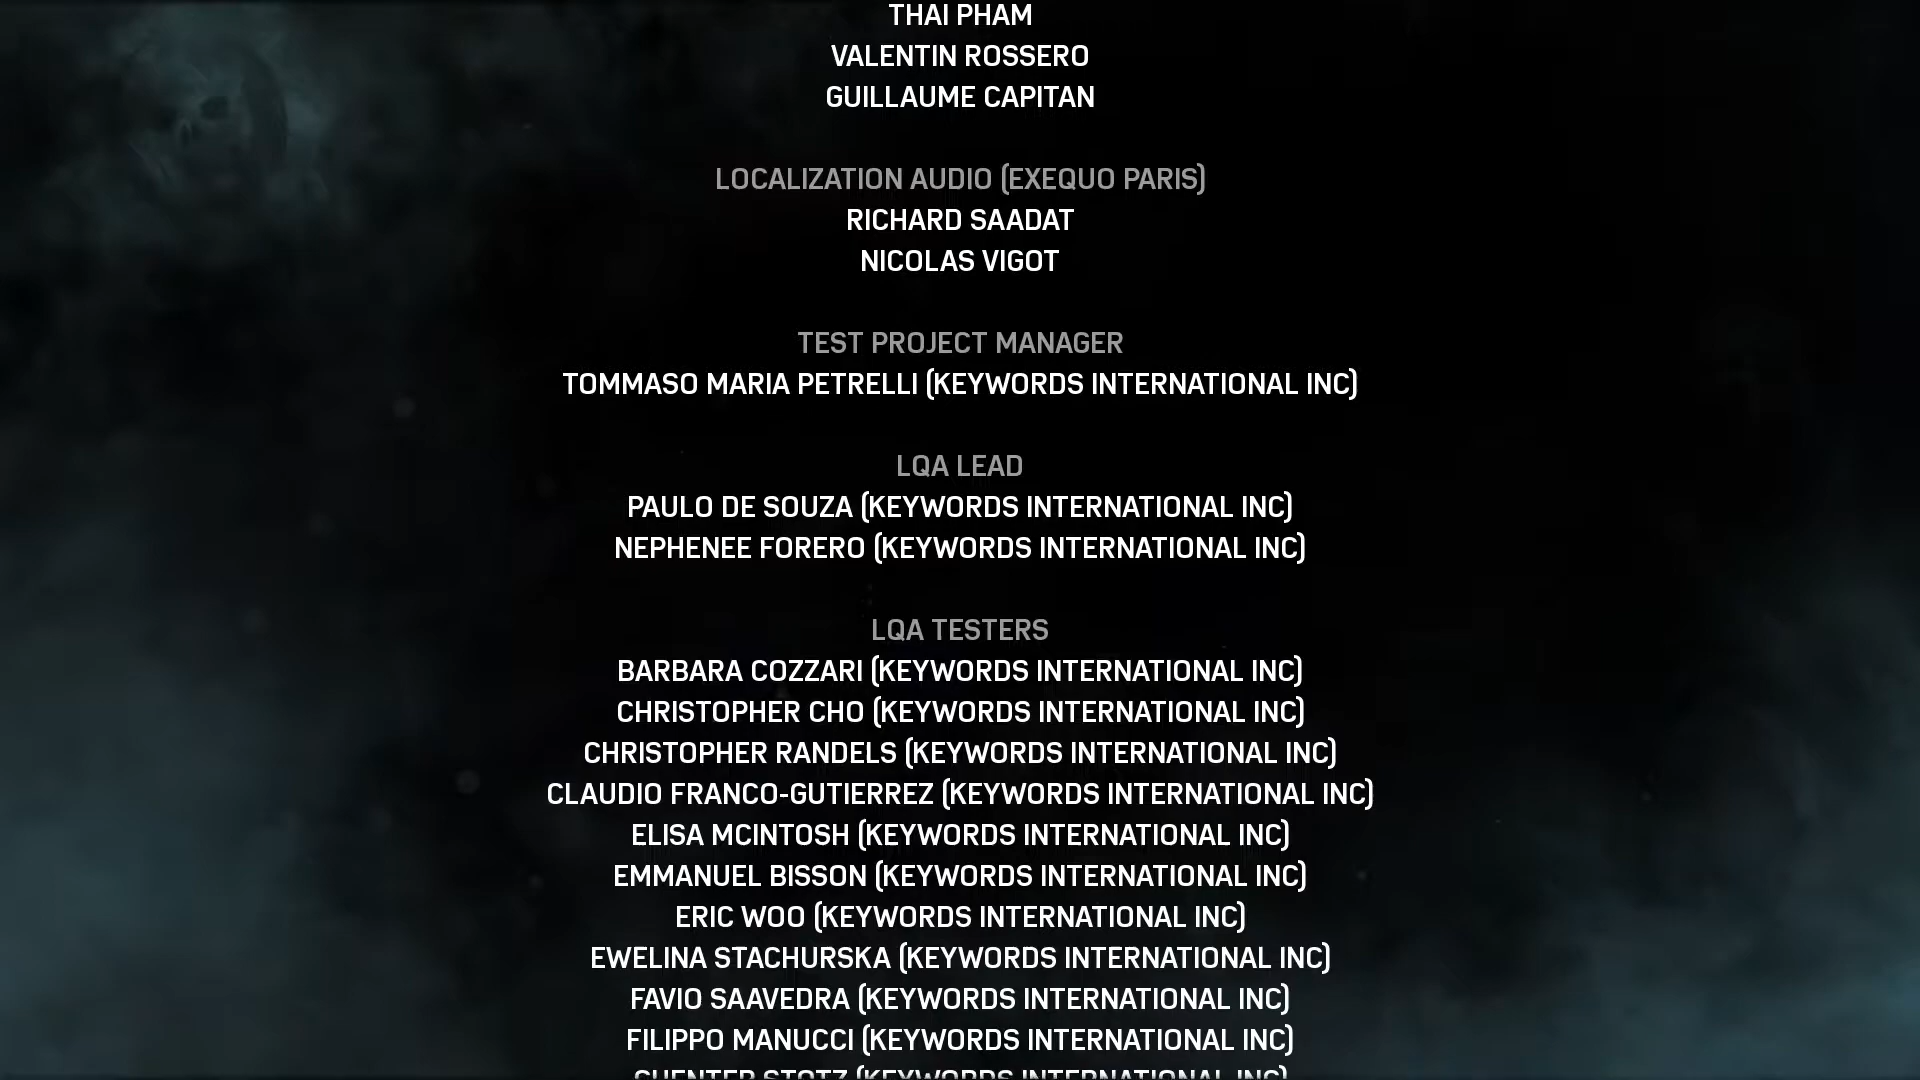 THAI PHAM
VALENTIN ROSSERO
GUILLAUME CAPITAN
LOCALIZATION AUDIO (EXEQUO PARIS)
RICHARD SAADAT
NICOLAS VIGOT
TEST PROJECT MANAGER
TOMMASO MARIA PETRELLI (KEYWORDS INTERNATIONAL INC)
LQA LEAD
PAULO DE SOUZA (KEYWORDS INTERNATIONAL INC)
NEPHENEE FORERO (KEYWORDS INTERNATIONAL INC)
LQA TESTERS
BARBARA COZZARI (KEYWORDS INTERNATIONAL INC)
CHRISTOPHER CHO (KEYWORDS INTERNATIONAL INC)
CHRISTOPHER RANDELS (KEYWORDS INTERNATIONAL INC)
CLAUDIO FRANCO-GUTIERREZ (KEYWORDS INTERNATIONAL INC)
ELISA MCINTOSH (KEYWORDS INTERNATIONAL INC)
EMMANUEL BISSON (KEYWORDS INTERNATIONAL INC)
ERIC WOO (KEYWORDS INTERNATIONAL INC)
EWELINA STACHURSKA (KEYWORDS INTERNATIONAL INC)
FAVIO SAAVEDRA (KEYWORDS INTERNATIONAL INC)
FILIPPO MANUCCI (KEYWORDS INTERNATIONAL INC)
(KEYWORDS INTERNATIONAL INC)